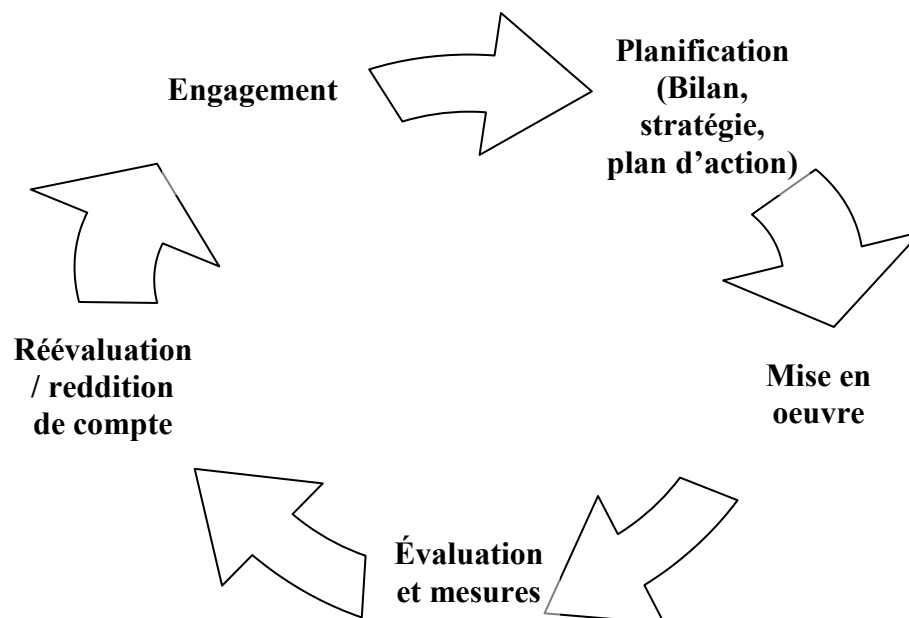 Engagement
Planification
(Bilan,
stratégie,
plan d’action)
Mise en
oeuvre
Évaluation
et mesures
Réévaluation
/ reddition
de compte